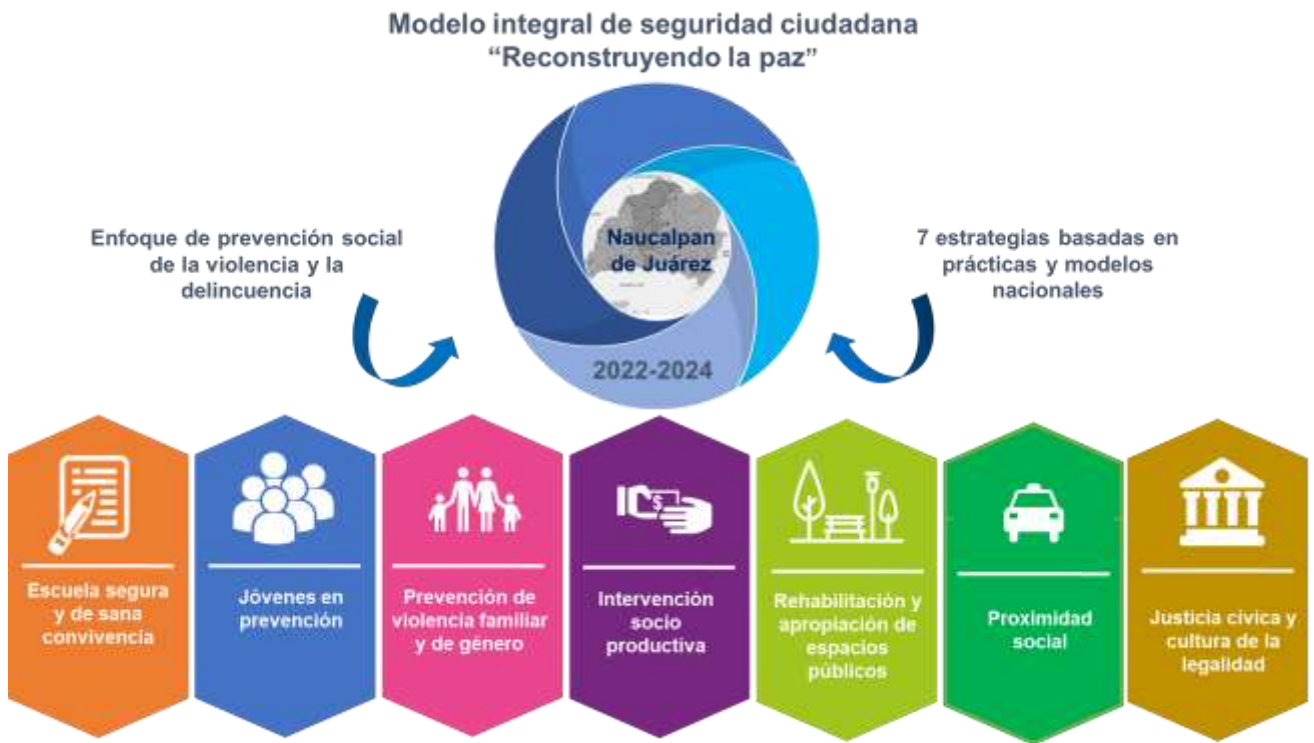 Modelo integral de seguridad ciudadana
“Reconstruyendo la paz”
Enfoque de prevención social
de la violencia y la
delincuencia
Naucalpan
de Juárez
2022-2024
7 estrategias basadas en
prácticas y modelos
nacionales
Escuela segura
y de sana
convivencia
Jóvenes en
prevención
Prevención de
violencia familiar
y de género
Intervención
socio
productiva
Rehabilitación y
apropiación de
espacios
públicos
Proximidad
social
Justicia cívica y
cultura de la
legalidad